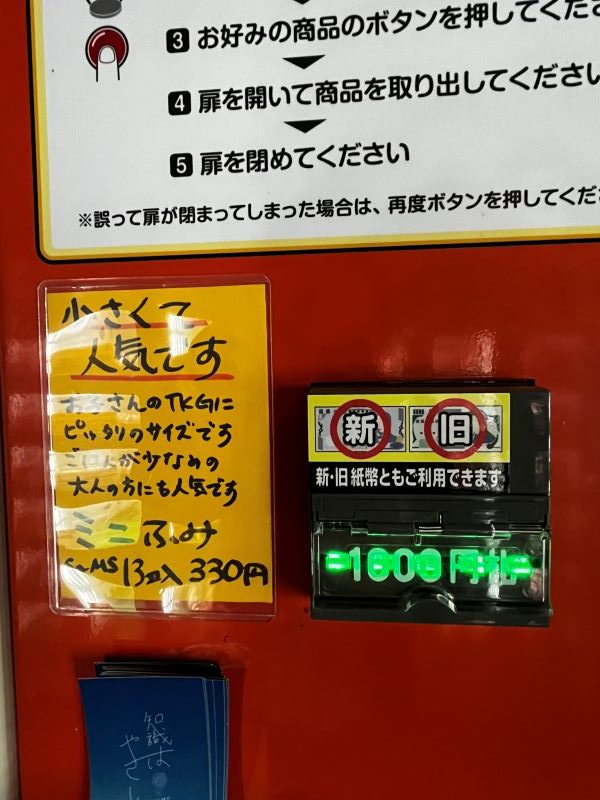 3 お好みの商品のボタンを押してくださ
4 扉を開いて商品を取り出してください
5 扉を閉めてください
※誤って扉が閉まってしまった場合は、再度ボタンを押してくだ
小さくて
人気です
お子さんのTKGに
ピッタリのサイズです
ごはんが少なめの
大人の方にも人気です
ミニふみ
S~MS 13コ入 330円
新 旧
新・旧 紙幣ともご利用できます
1000円札
知識は
やさし